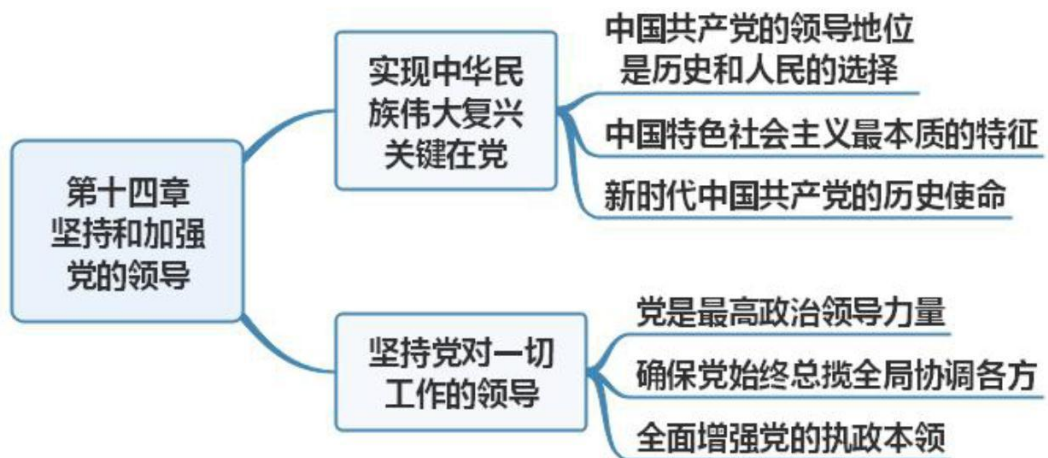 第十四章
坚持和加强
党的领导
实现中华民
族伟大复兴
关键在党
中国共产党的领导地位
是历史和人民的选择
中国特色社会主义最本质的特征
新时代中国共产党的历史使命
坚持党对一切
工作的领导
党是最高政治领导力量
确保党始终总揽全局协调各方
全面增强党的执政本领